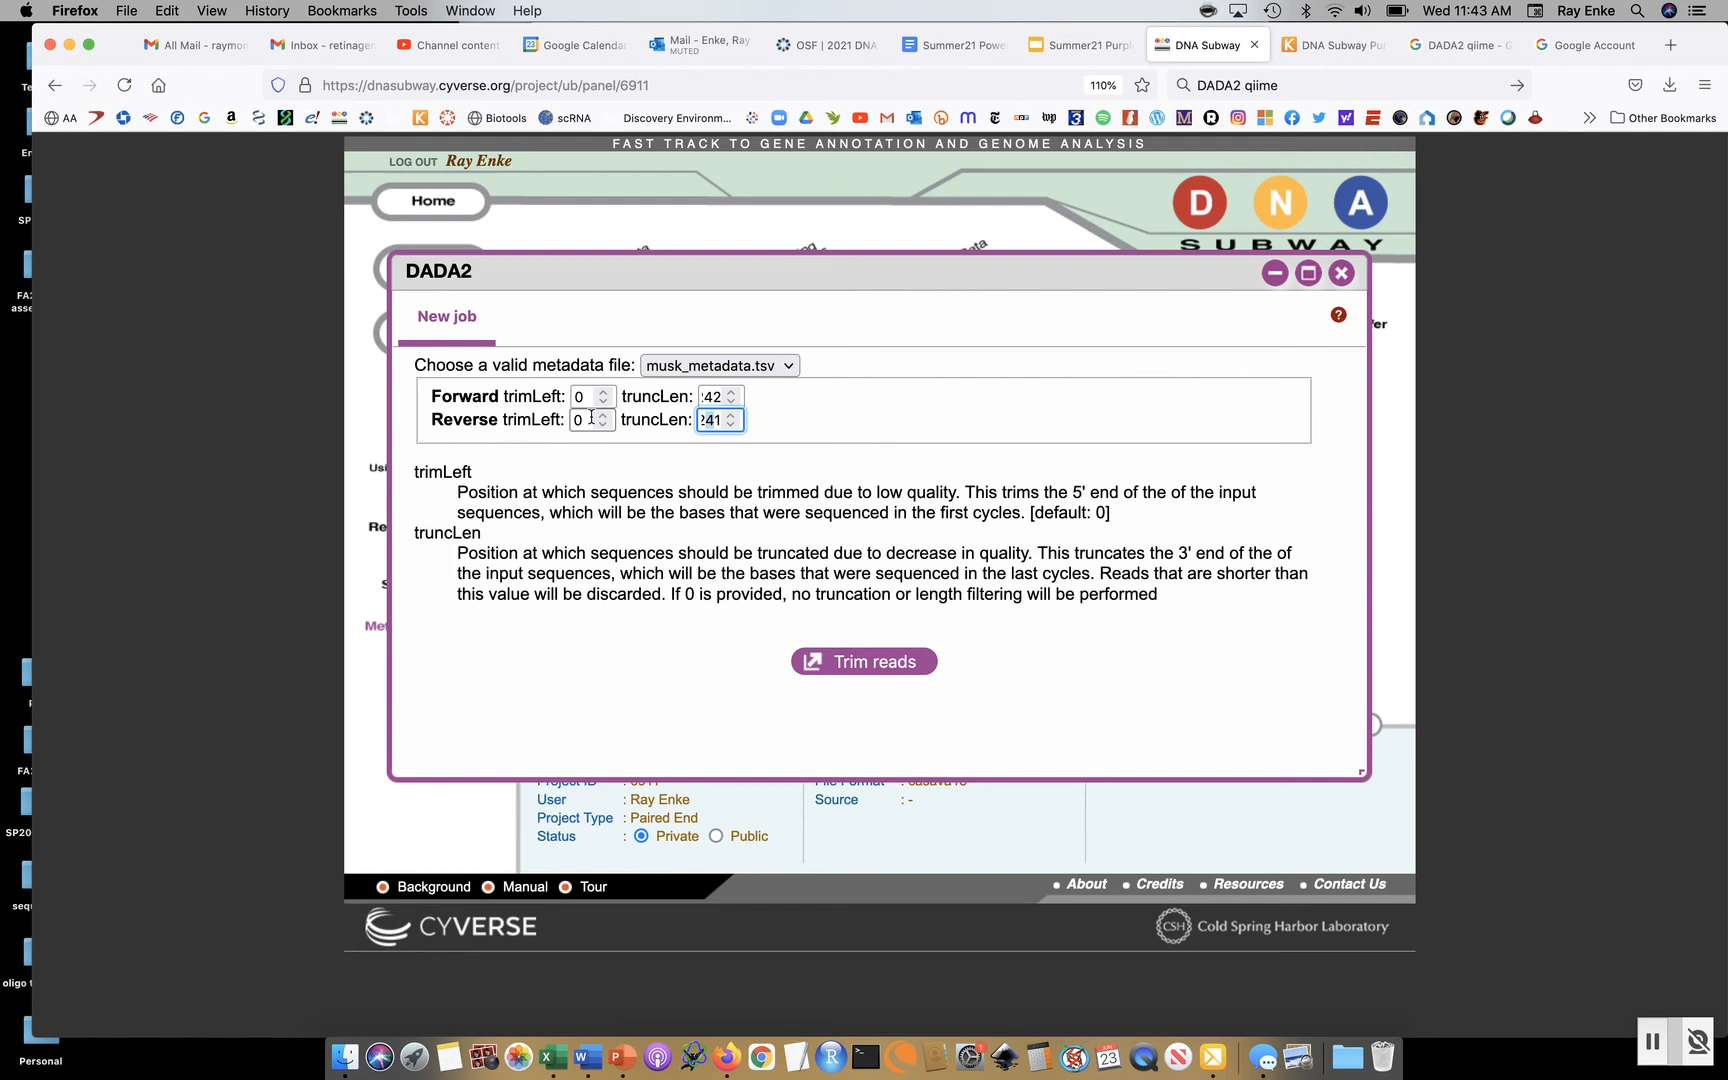 Firefox File Edit View History Bookmarks Tools Window Help Wed 11:43 AM Ray Enke
All Mail - raymon Inbox - retinagen Channel content Google Calenda Mail - Enke, Ray OSF | 2021 DNA Summer21 Powe Summer21 Purpl DNA Subway DNA Subway Pur DADA2 qiime - G Google Account
MUTED
https://dnasubway.cyverse.org/project/ub/panel/6911 110% DADA2 qiime
AA Biotools scRNA Discovery Environm... Other Bookmarks
FAST TRACK TO GENE ANNOTATION AND GENOME ANALYSIS
LOG OUT Ray Enke
Home
D N A
SUBWAY
DADA2
New job
Choose a valid metadata file: musk_metadata.tsv
Forward trimLeft: 0 truncLen: 242
Reverse trimLeft: 0 truncLen: 241
trimLeft
Position at which sequences should be trimmed due to low quality. This trims the 5' end of the of the input
sequences, which will be the bases that were sequenced in the first cycles. [default: 0]
truncLen
Position at which sequences should be truncated due to decrease in quality. This truncates the 3' end of the of
the input sequences, which will be the bases that were sequenced in the last cycles. Reads that are shorter than
this value will be discarded. If 0 is provided, no truncation or length filtering will be performed
Trim reads
User : Ray Enke Source : -
Project Type : Paired End
Status : Private Public
Background Manual Tour About Credits Resources Contact Us
CYVERSE CSH Cold Spring Harbor Laboratory
Personal